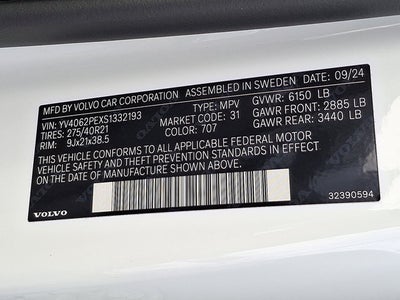 MFD BY VOLVO CAR CORPORATION ASSEMBLED IN SWEDEN 09/24
VIN: YV4062PEXS1332193 TYPE: MPV GVWR: 6150 LB
TIRES: 275/40R21 MARKET CODE: 31 GAWR FRONT: 2885 LB
RIM: 9Jx21x38.5 COLOR: 707 GAWR REAR: 3440 LB
THIS VEHICLE CONFORMS TO ALL APPLICABLE FEDERAL MOTOR
VEHICLE SAFETY AND THEFT PREVENTION STANDARDS IN EFFECT
ON THE DATE OF MANUFACTURE SHOWN ABOVE.
VOLVO 32390594